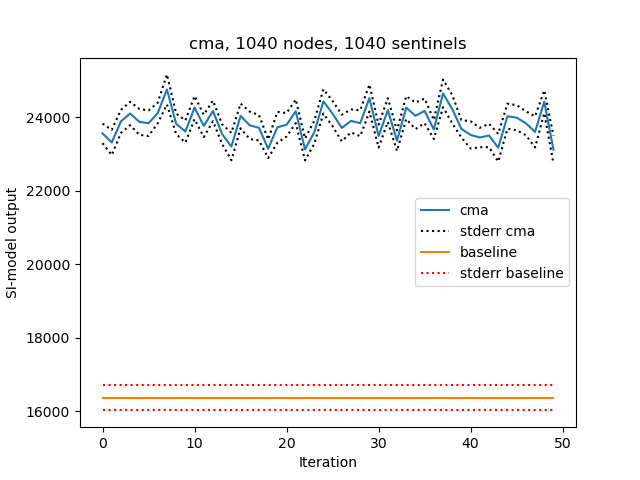 cma, 1040 nodes, 1040 sentinels
SI-model output
24000
22000
20000
18000
16000
cma
stderr cma
baseline
stderr baseline
0 10 20 30 40 50
Iteration